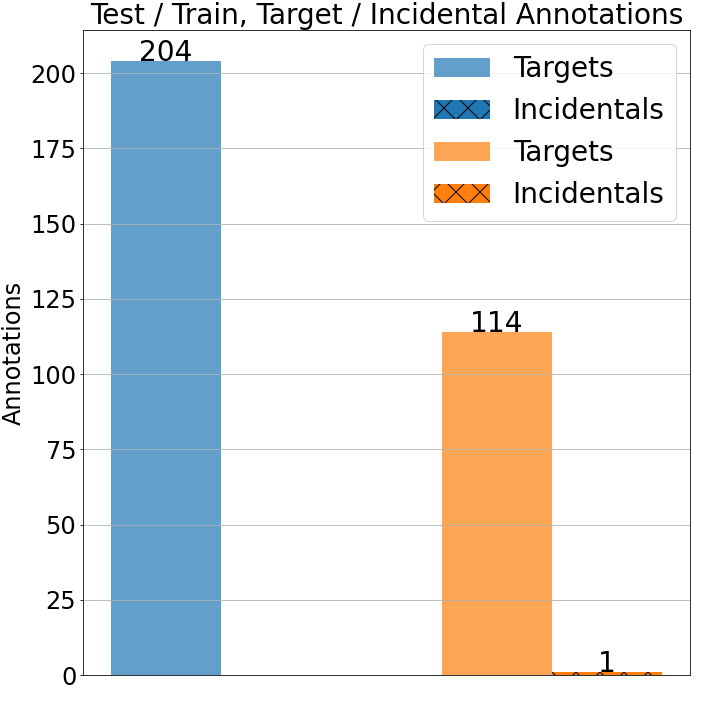 Test / Train, Target / Incidental Annotations
204
Targets
Incidentals
Targets
Incidentals
114
1
Annotations
200
175
150
125
100
75
50
25
0